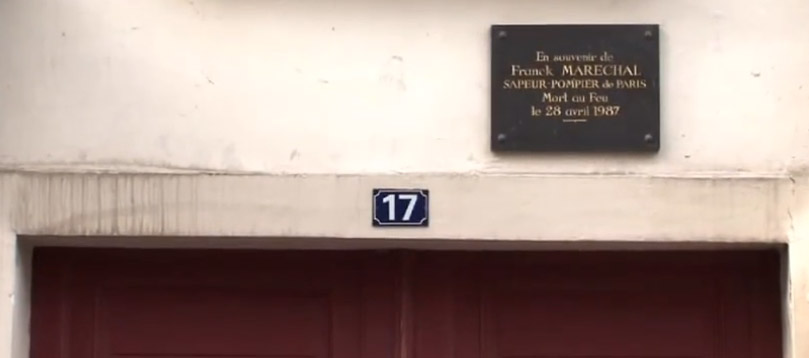 En souvenir de
Franck MARECHAL
SAPEUR-POMPIER de PARIS
Mort au Feu
le 28 avril 1987
17